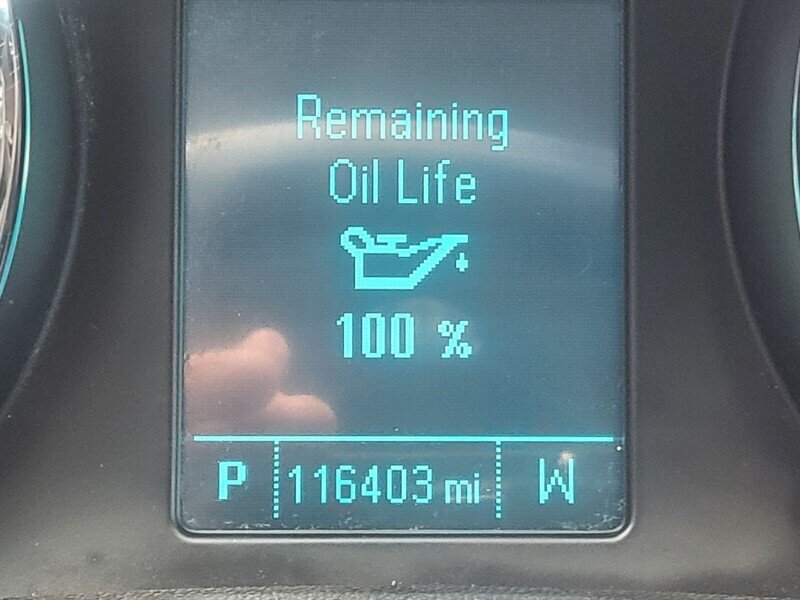 Remaining
Oil Life
100 %
P 116403 mi W